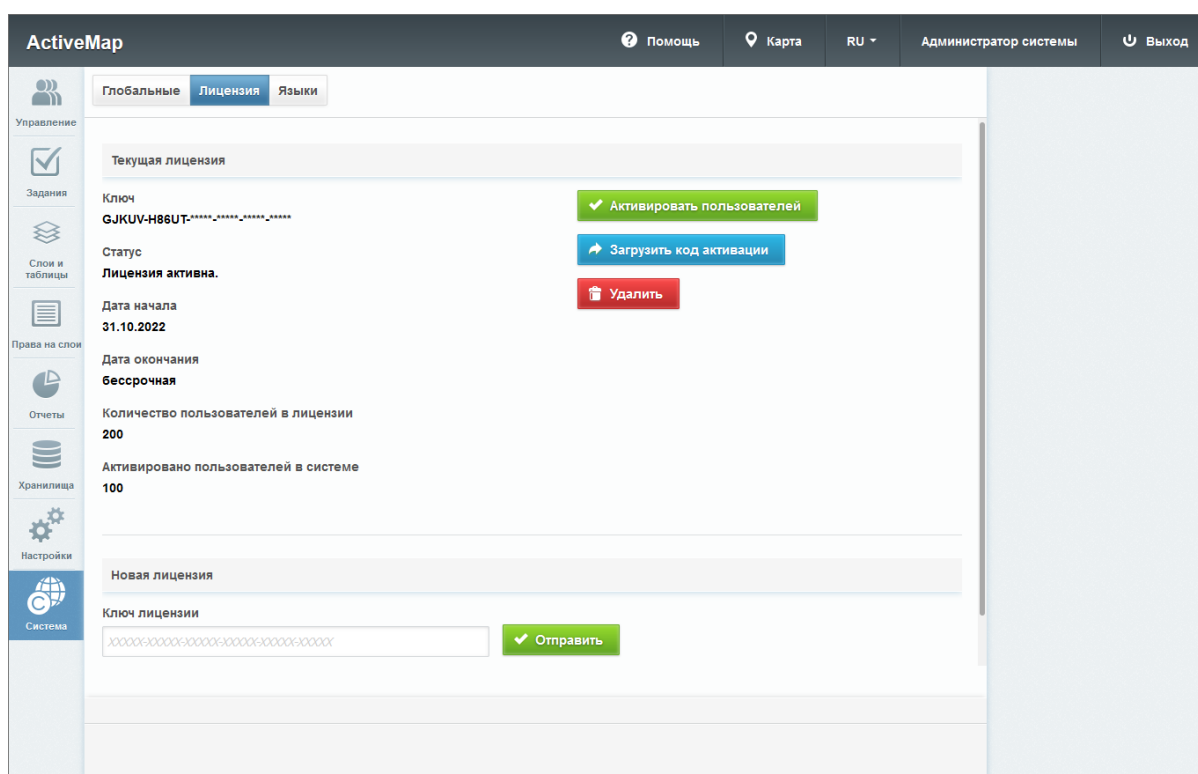 ActiveMap
Помощь
Карта
RU
Администратор системы
Выход
Управление
Задания
Слои и
таблицы
Права на слои
Отчеты
Хранилища
Настройки
Система
Глобальные
Лицензия
Языки
Текущая лицензия
Ключ
GJKUV-H86UT-*****-*****-*****-*****
Статус
Лицензия активна.
Дата начала
31.10.2022
Дата окончания
бессрочная
Количество пользователей в лицензии
200
Активировано пользователей в системе
100
Активировать пользователей
Загрузить код активации
Удалить
Новая лицензия
Ключ лицензии
XXXXX-XXXXX-XXXXX-XXXXX-XXXXX-XXXXX
Отправить